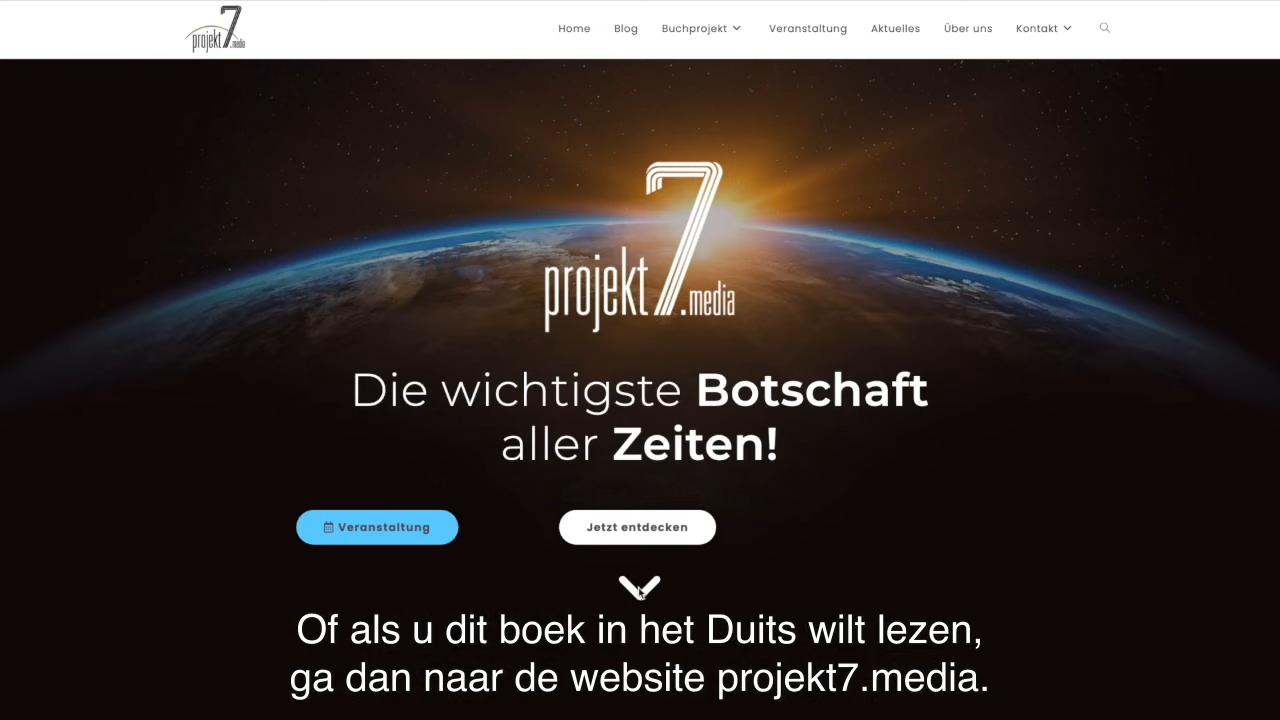 projekt7.media
Home Blog Buchprojekt Veranstaltung Aktuelles Über uns Kontakt
projekt7.media
Die wichtigste Botschaft
aller Zeiten!
Veranstaltung Jetzt entdecken
Of als u dit boek in het Duits wilt lezen,
ga dan naar de website projekt7.media.